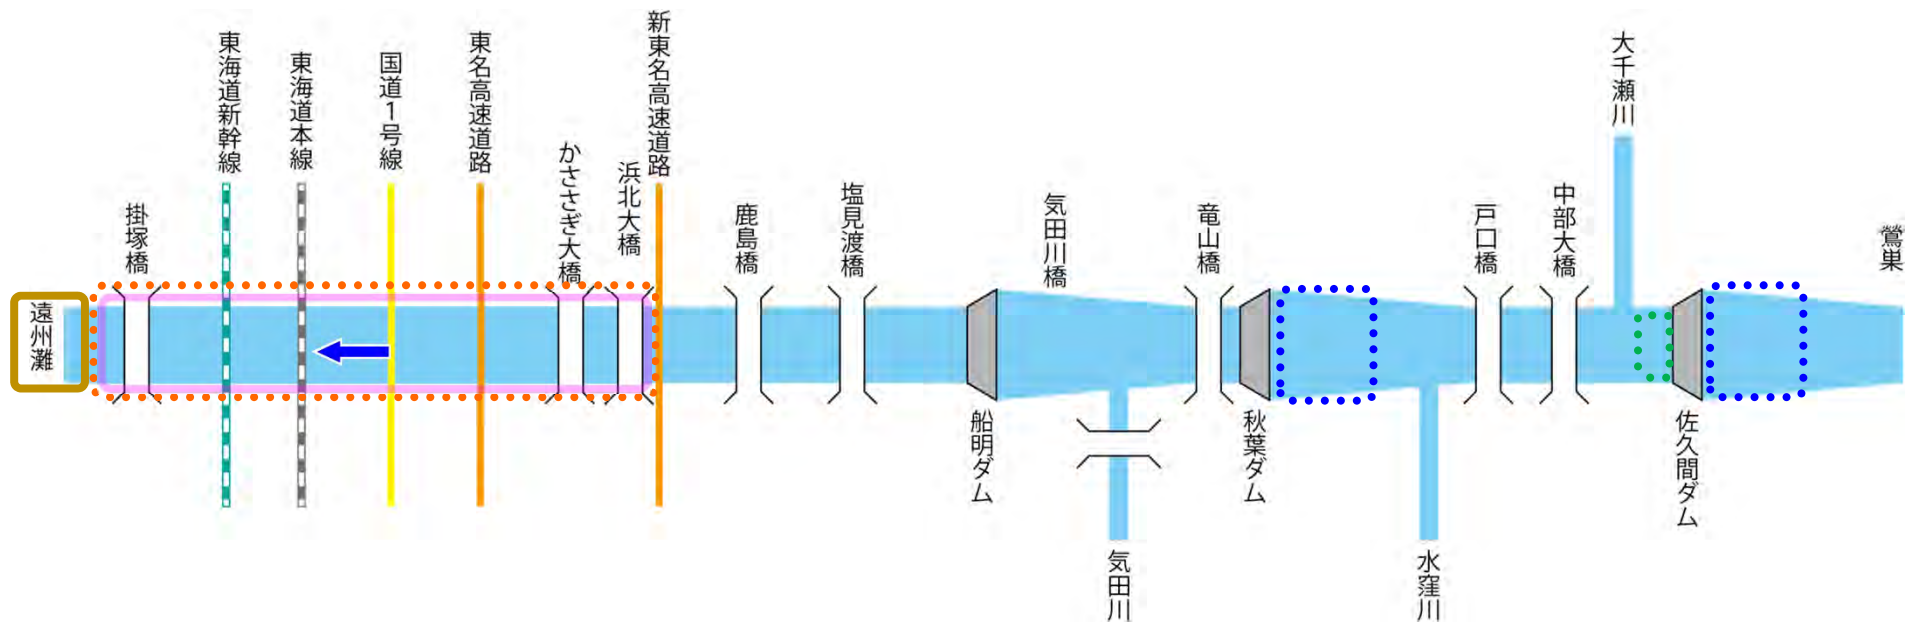 遠州灘
掛塚橋
東海道新幹線
東海道本線
国道1号線
東名高速道路
かささぎ大橋
浜北大橋
新東名高速道路
鹿島橋
塩見渡橋
船明ダム
気田川橋
気田川
竜山橋
秋葉ダム
水窪川
戸口橋
中部大橋
大千瀬川
佐久間ダム
鶯巣